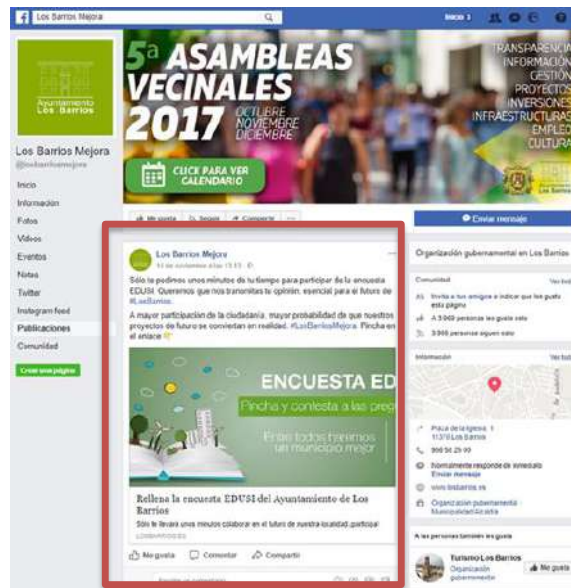 Los Barrios Mejora
Inicio 3
Ayuntamiento
Los Barrios
5ª ASAMBLEAS
VECINALES
2017
OCTUBRE
NOVIEMBRE
DICIEMBRE
CLICK PARA VER
CALENDARIO
TRANSPARENCIA
INFORMACIÓN
GESTIÓN
PROYECTOS
INVERSIONES
INFRAESTRUCTURAS
EMPLEO
CULTURA
Los Barrios Mejora
@losbarriosmejora
Inicio
Información
Fotos
Vídeos
Eventos
Notas
Twitter
Instagram feed
Publicaciones
Comunidad
Crear una página
Me gusta
Seguir
Compartir
Enviar mensaje
Los Barrios Mejora
Sólo te pedimos unos minutos de tu tiempo para participar de la encuesta
EDUSI. Queremos que nos transmitas tu opinión, esencial para el futuro de
#LosBarrios.
A mayor participación de la ciudadanía, mayor probabilidad de que nuestros
proyectos de futuro se conviertan en realidad. #LosBarriosMejora. Pincha en
el enlace
ENCUESTA ED
Pincha y contesta a las preg
Entre todos haremos
un municipio mejor
Rellena la encuesta EDUSI del Ayuntamiento de Los
Barrios
Sólo te llevará unos minutos colaborar en el futuro de nuestra localidad, ¡participa!
Me gusta
Comentar
Compartir
Organización gubernamental en Los Barrios
Comunidad
Ver tod
Invita a tus amigos a indicar que les gusta
esta página
Información
Ver tod
Plaza de la Iglesia, 1
11370 Los Barrios
Normalmente responde de inmediato
Enviar mensaje
www.losbarrios.es
Organización gubernamental ·
A las personas también les gusta
Turismo Los Barrios
Organización
gubernamental
Me gusta